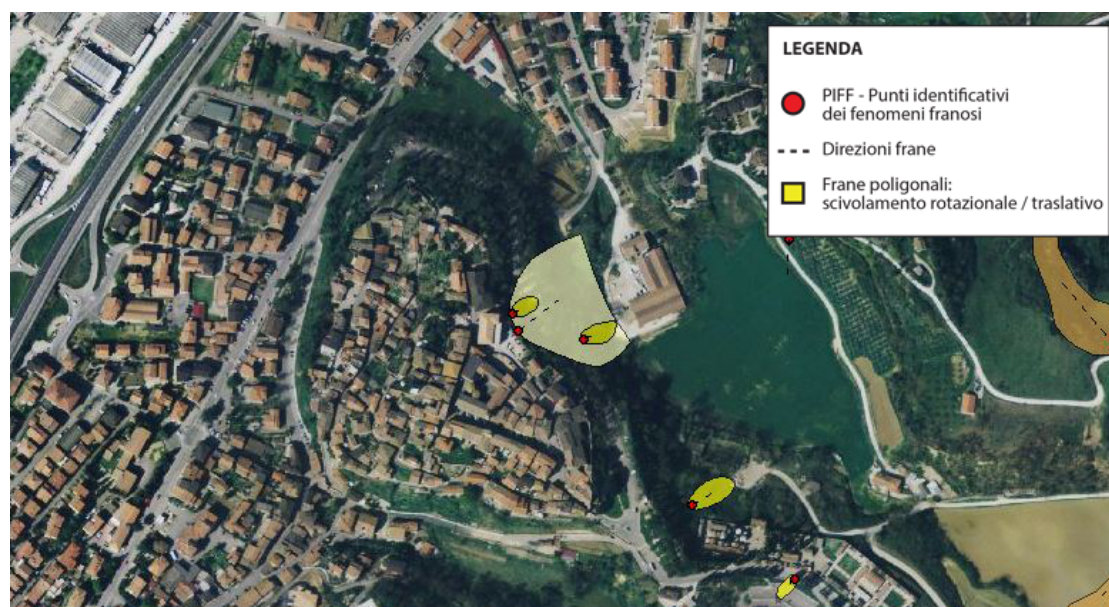 LEGENDA
PIFF - Punti identificativi
dei fenomeni franosi
Direzioni frane
Frane poligonali:
scivolamento rotazionale / traslativo